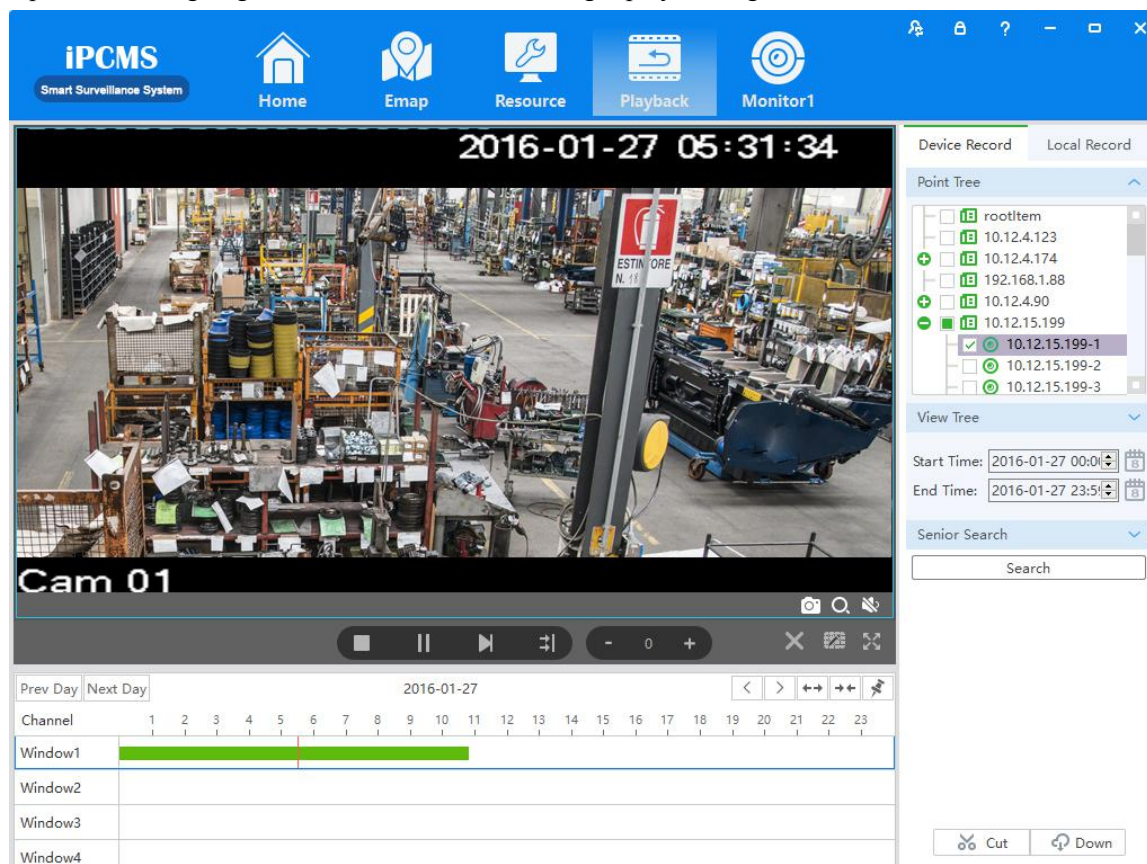 iPCMS
Smart Surveillance System
Home
Emap
Resource
Playback
Monitor1
?
2016-01-27 05:31:34
ESTINTORE
Cam 01
Device Record
Local Record
Point Tree
rootItem
10.12.4.123
10.12.4.174
192.168.1.88
10.12.4.90
10.12.15.199
10.12.15.199-1
10.12.15.199-2
10.12.15.199-3
View Tree
Start Time: 2016-01-27 00:0
End Time: 2016-01-27 23:5
Senior Search
Search
- 0 +
Prev Day Next Day 2016-01-27
Channel 1 2 3 4 5 6 7 8 9 10 11 12 13 14 15 16 17 18 19 20 21 22 23
Window1
Window2
Window3
Window4
Cut
Down